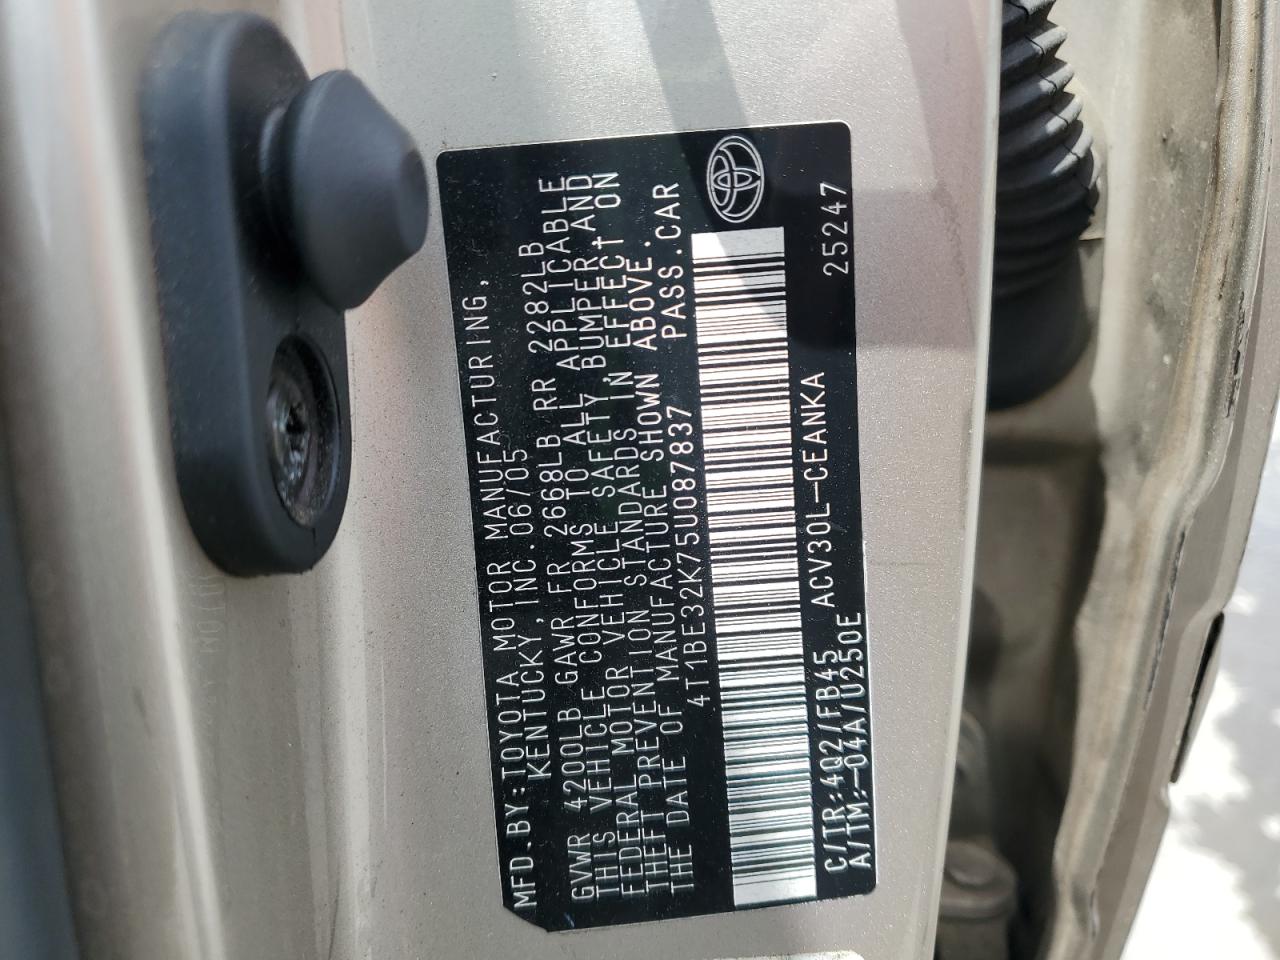 MFD.BY:TOYOTA MOTOR MANUFACTURING,
KENTUCKY,INC.06/05
GVWR 4200LB GAWR FR 2668LB RR 2282LB
THIS VEHICLE CONFORMS TO ALL APPLICABLE
FEDERAL MOTOR VEHICLE SAFETY, BUMPER,AND
THEFT PREVENTION STANDARDS IN EFFECT ON
THE DATE OF MANUFACTURE SHOWN ABOVE.
4T1BE32K75U087837 PASS.CAR
C/TR:4Q2/FB45 ACV30L-CEANKA 25247
A/TM:-04A/U250E